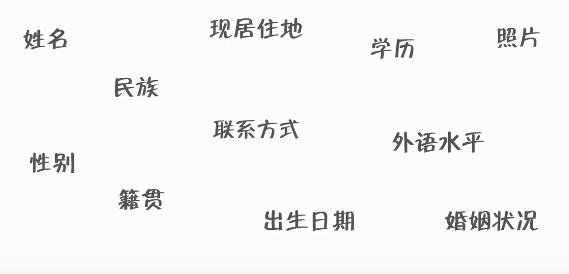 姓名
现居住地
学历
照片
民族
联系方式
外语水平
性别
籍贯
出生日期
婚姻状况